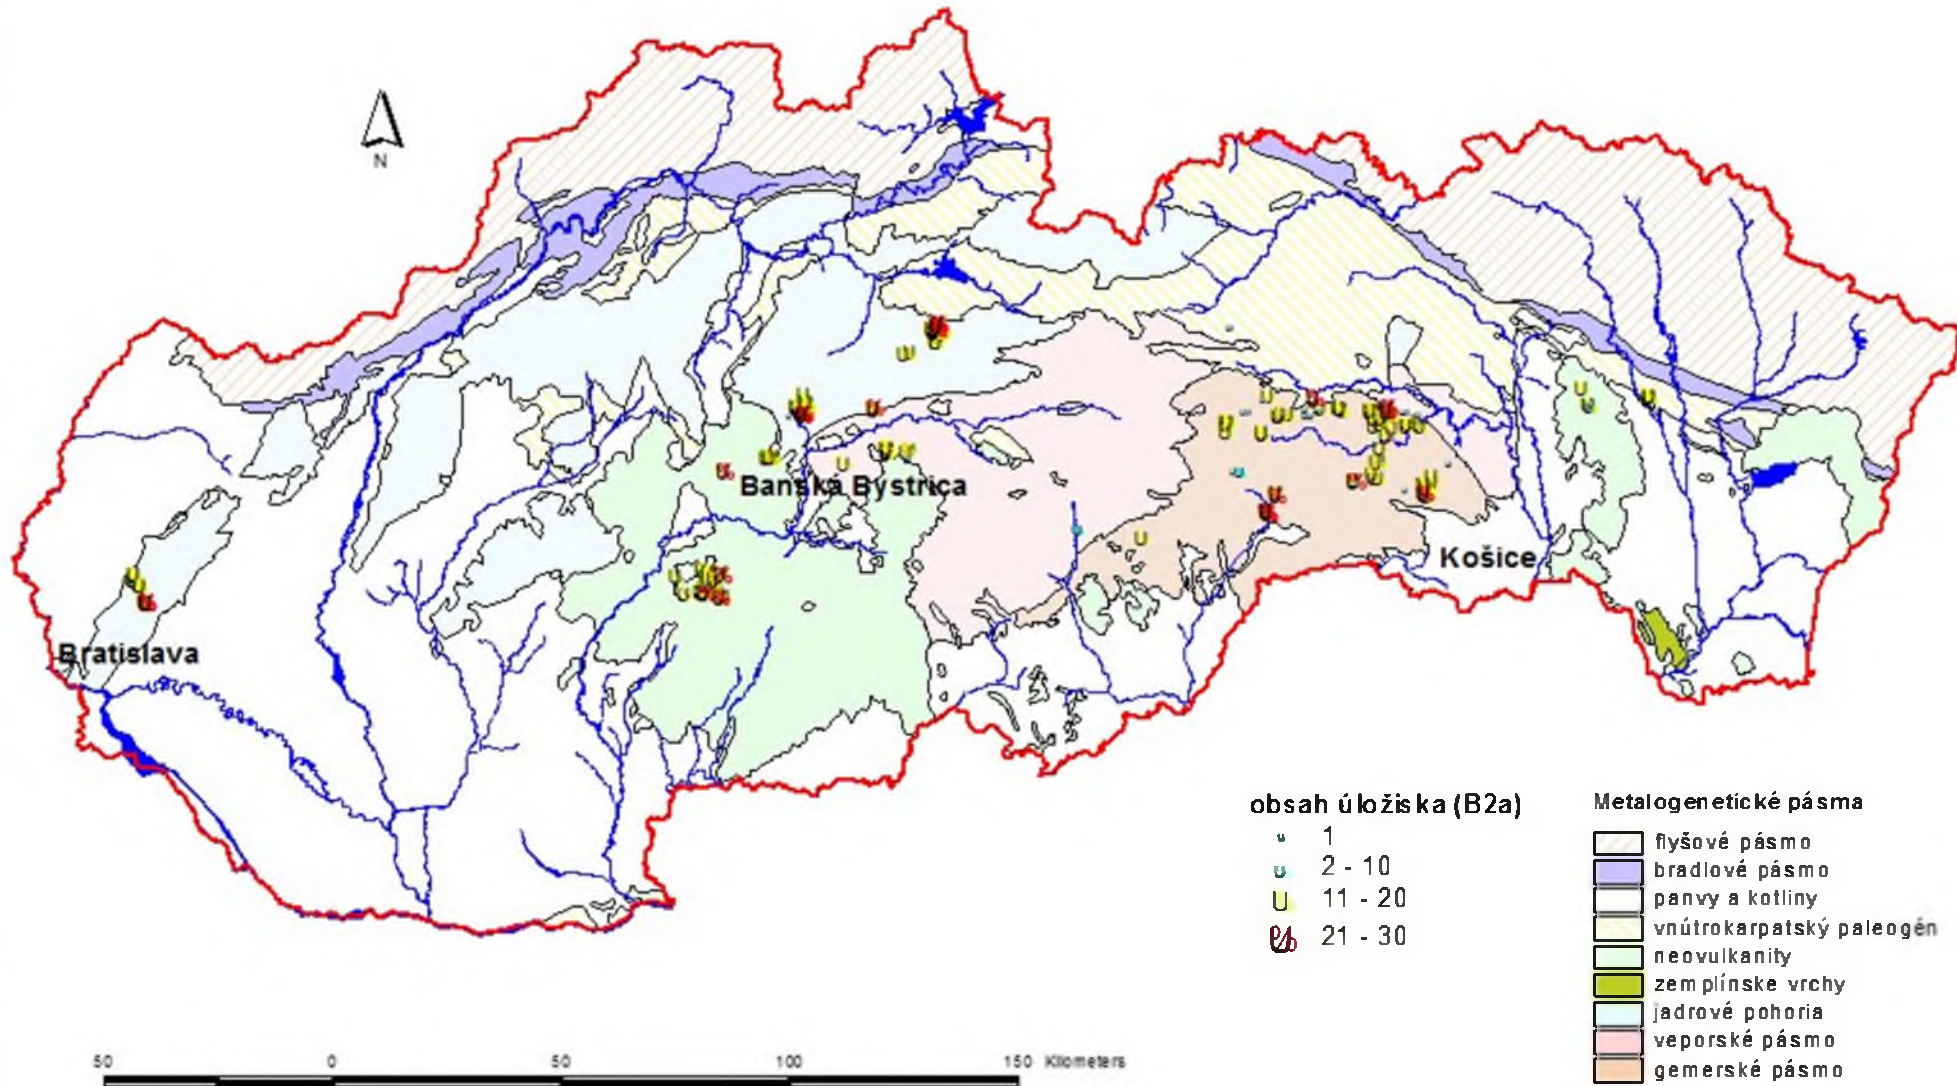 N
Banská Bystrica
Košice
Bratislava
obsah úložiska (B2a)
1
2 - 10
11 - 20
21 - 30
Metalogenetické pásma
flyšové pásmo
bradlové pásmo
panvy a kotliny
vnútrokarpatský paleogén
neovulkanity
zemplínske vrchy
jadrové pohoria
veporské pásmo
gemerské pásmo
50 0 50 100 150 Kilometers